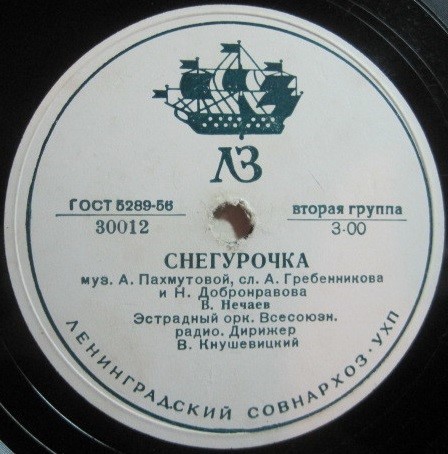 ЛЗ
ГОСТ 5289-56
30012
вторая группа
3-00
СНЕГУРОЧКА
муз. А. Пахмутовой, сл. А. Гребенникова
и Н. Добронравова
В. Нечаев
Эстрадный орк. Всесоюзн.
радио. Дирижер
В. Кнушевицкий
ЛЕНИНГРАДСКИЙ СОВНАРХОЗ·УХП